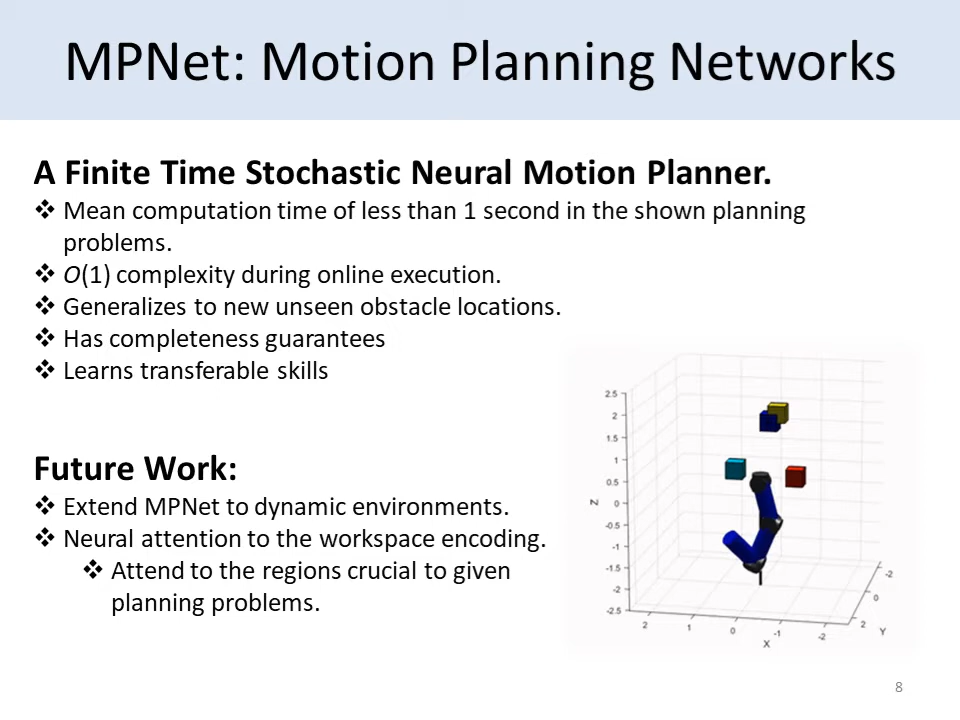 MPNet: Motion Planning Networks
A Finite Time Stochastic Neural Motion Planner.
❖ Mean computation time of less than 1 second in the shown planning
problems.
❖ O(1) complexity during online execution.
❖ Generalizes to new unseen obstacle locations.
❖ Has completeness guarantees
❖ Learns transferable skills
Future Work:
❖ Extend MPNet to dynamic environments.
❖ Neural attention to the workspace encoding.
❖ Attend to the regions crucial to given
planning problems.
2.5
2
1.5
1
0.5
0
-0.5
-1
-1.5
-2
-2.5
Z
2
1
0
-1
-2
X
-2
0
2
Y
8